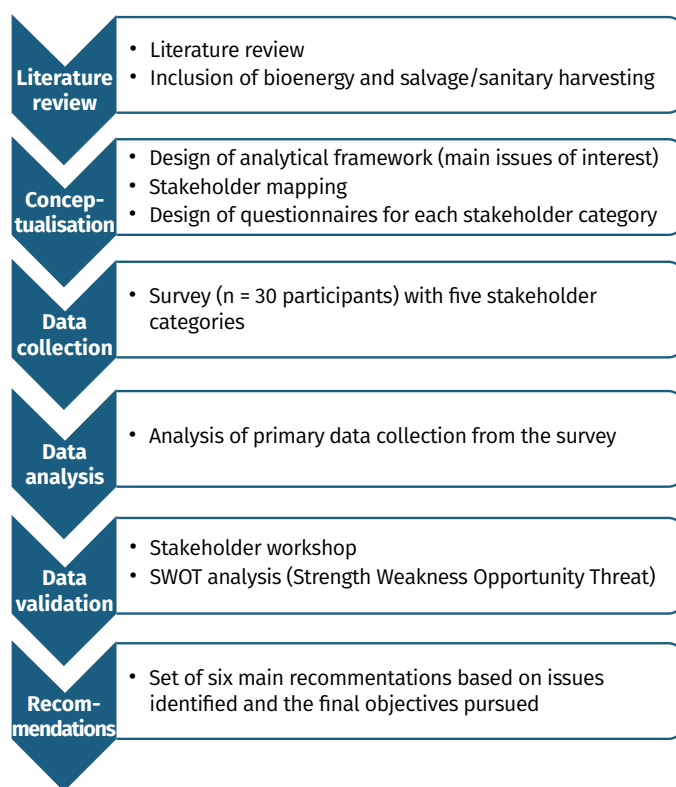 Literature
review
• Literature review
• Inclusion of bioenergy and salvage/sanitary harvesting
Concep-
tualisation
• Design of analytical framework (main issues of interest)
• Stakeholder mapping
• Design of questionnaires for each stakeholder category
Data
collection
• Survey (n = 30 participants) with five stakeholder
categories
Data
analysis
• Analysis of primary data collection from the survey
Data
validation
• Stakeholder workshop
• SWOT analysis (Strength Weakness Opportunity Threat)
Recom-
mendations
• Set of six main recommentations based on issues
identified and the final objectives pursued